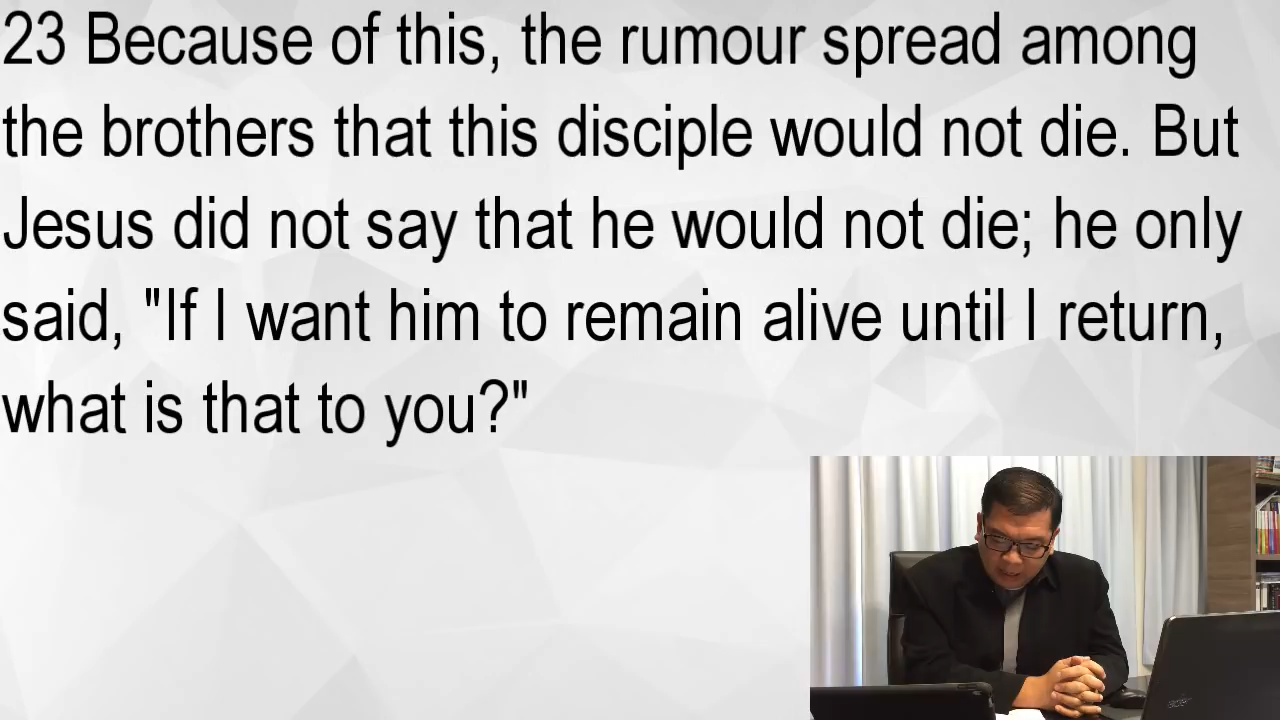 23 Because of this, the rumour spread among
the brothers that this disciple would not die. But
Jesus did not say that he would not die; he only
said, "If I want him to remain alive until I return,
what is that to you?"